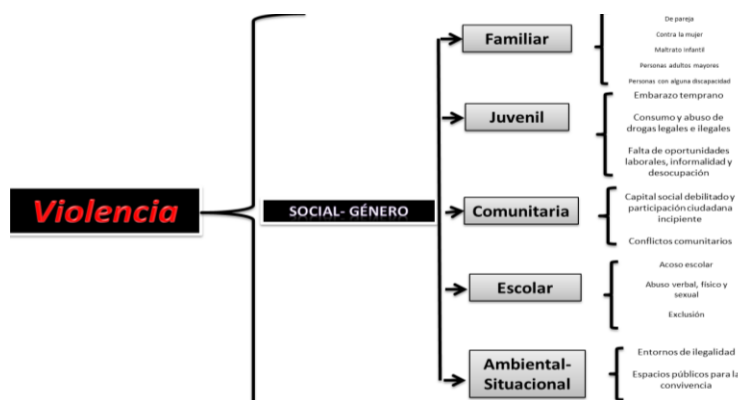 Violencia
SOCIAL- GÉNERO
Familiar
De pareja
Contra la mujer
Maltrato infantil
Personas adultos mayores
Personas con alguna discapacidad
Juvenil
Embarazo temprano
Consumo y abuso de
drogas legales e ilegales
Falta de oportunidades
laborales, informalidad y
desocupación
Comunitaria
Capital social debilitado y
participación ciudadana
incipiente
Conflictos comunitarios
Escolar
Acoso escolar
Abuso verbal, físico y
sexual
Exclusión
Ambiental-
Situacional
Entornos de ilegalidad
Espacios públicos para la
convivencia